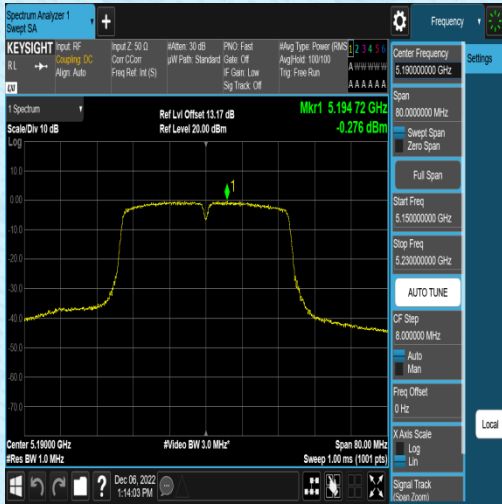 Spectrum Analyzer 1
Swept SA
Frequency
KEYSIGHT
RL
Input: RF
Coupling: DC
Align: Auto
Input Z: 50 Ω
Corr CCorr
Freq Ref: Int (S)
#Atten: 30 dB
µW Path: Standard
PNO: Fast
Gate: Off
IF Gain: Low
Sig Track: Off
#Avg Type: Power (RMS
Avg|Hold: 100/100
Trig: Free Run
1 2 3 4 5 6
A W W W W W
A A A A A A
LXI
1 Spectrum
Scale/Div 10 dB
Log
Ref Lvl Offset 13.17 dB
Ref Level 20.00 dBm
Mkr1 5.194 72 GHz
-0.276 dBm
10.0
0.00
-10.0
-20.0
-30.0
-40.0
-50.0
-60.0
-70.0
1
Center 5.19000 GHz
#Res BW 1.0 MHz
#Video BW 3.0 MHz*
Span 80.00 MHz
Sweep 1.00 ms (1001 pts)
?
Dec 06, 2022
1:14:03 PM
Center Frequency
5.190000000 GHz
Settings
Span
80.0000000 MHz
Swept Span
Zero Span
Full Span
Start Freq
5.150000000 GHz
Stop Freq
5.230000000 GHz
AUTO TUNE
CF Step
8.000000 MHz
Auto
Man
Freq Offset
0 Hz
X Axis Scale
Log
Lin
Signal Track
(Span Zoom)
Local